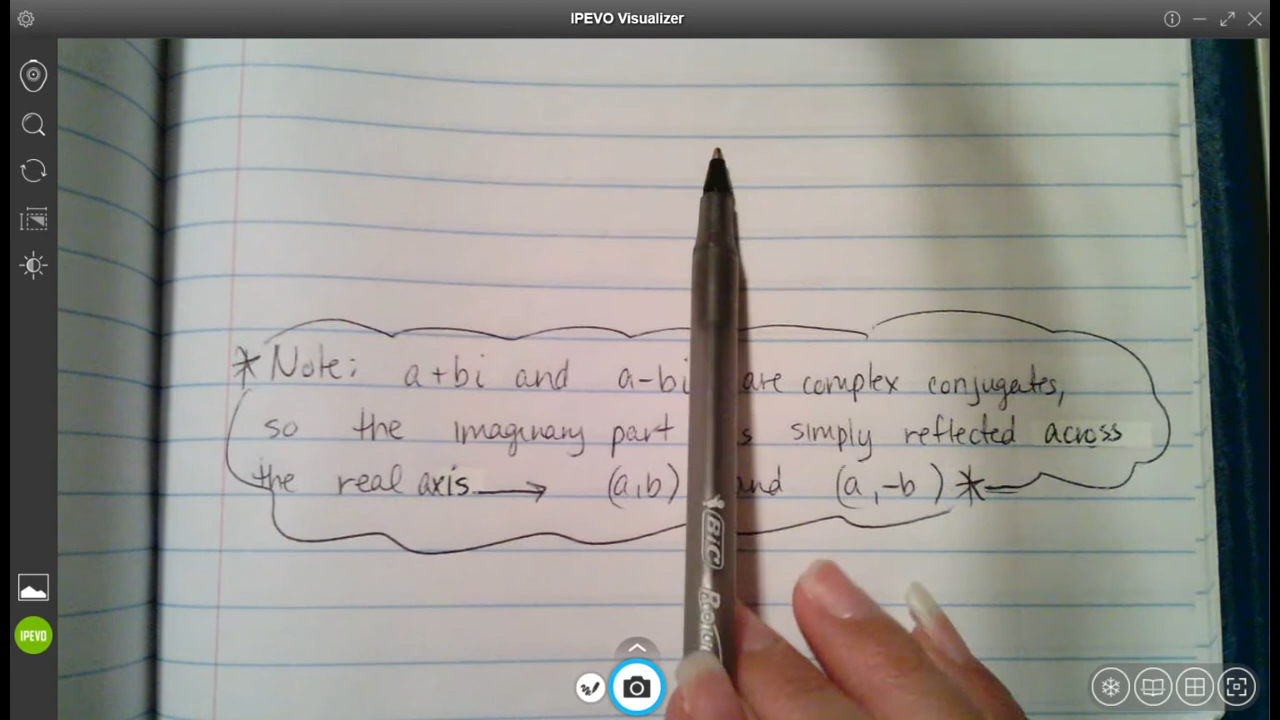 IPEVO Visualizer
*Note: a+bi and a-bi are complex conjugates,
so the imaginary part simply reflected across
the real axis. → (a,b) and (a,-b) *
BIC
IPEVO